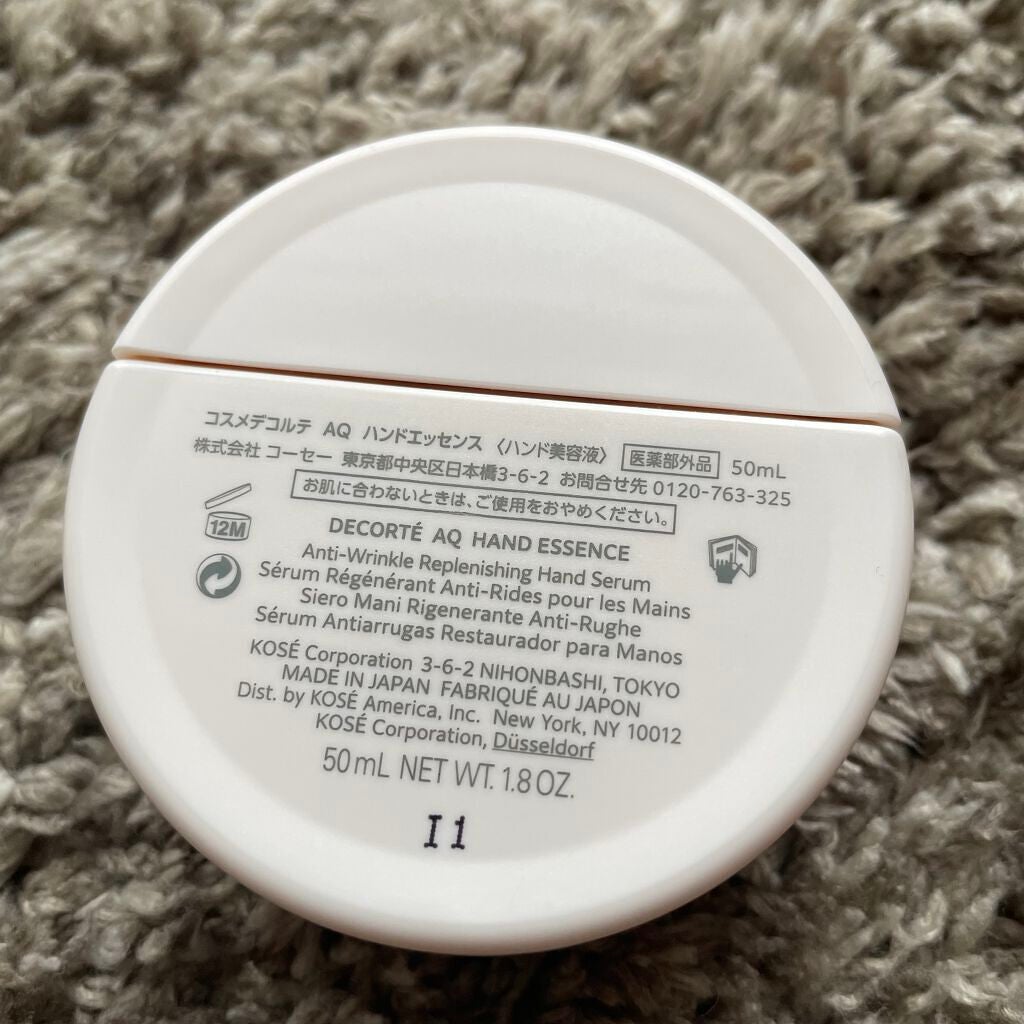 コスメデコルテ AQ ハンドエッセンス 〈ハンド美容液〉 医薬部外品 50mL
株式会社 コーセー 東京都中央区日本橋3-6-2 お問合せ先 0120-763-325
お肌に合わないときは、ご使用をおやめください。
12M
DECORTÉ AQ HAND ESSENCE
Anti-Wrinkle Replenishing Hand Serum
Sérum Régénérant Anti-Rides pour les Mains
Siero Mani Rigenerante Anti-Rughe
Sérum Antiarrugas Restaurador para Manos
KOSÉ Corporation 3-6-2 NIHONBASHI, TOKYO
MADE IN JAPAN FABRIQUÉ AU JAPON
Dist. by KOSÉ America, Inc. New York, NY 10012
KOSÉ Corporation, Düsseldorf
50mL NET WT. 1.8 OZ.
I1